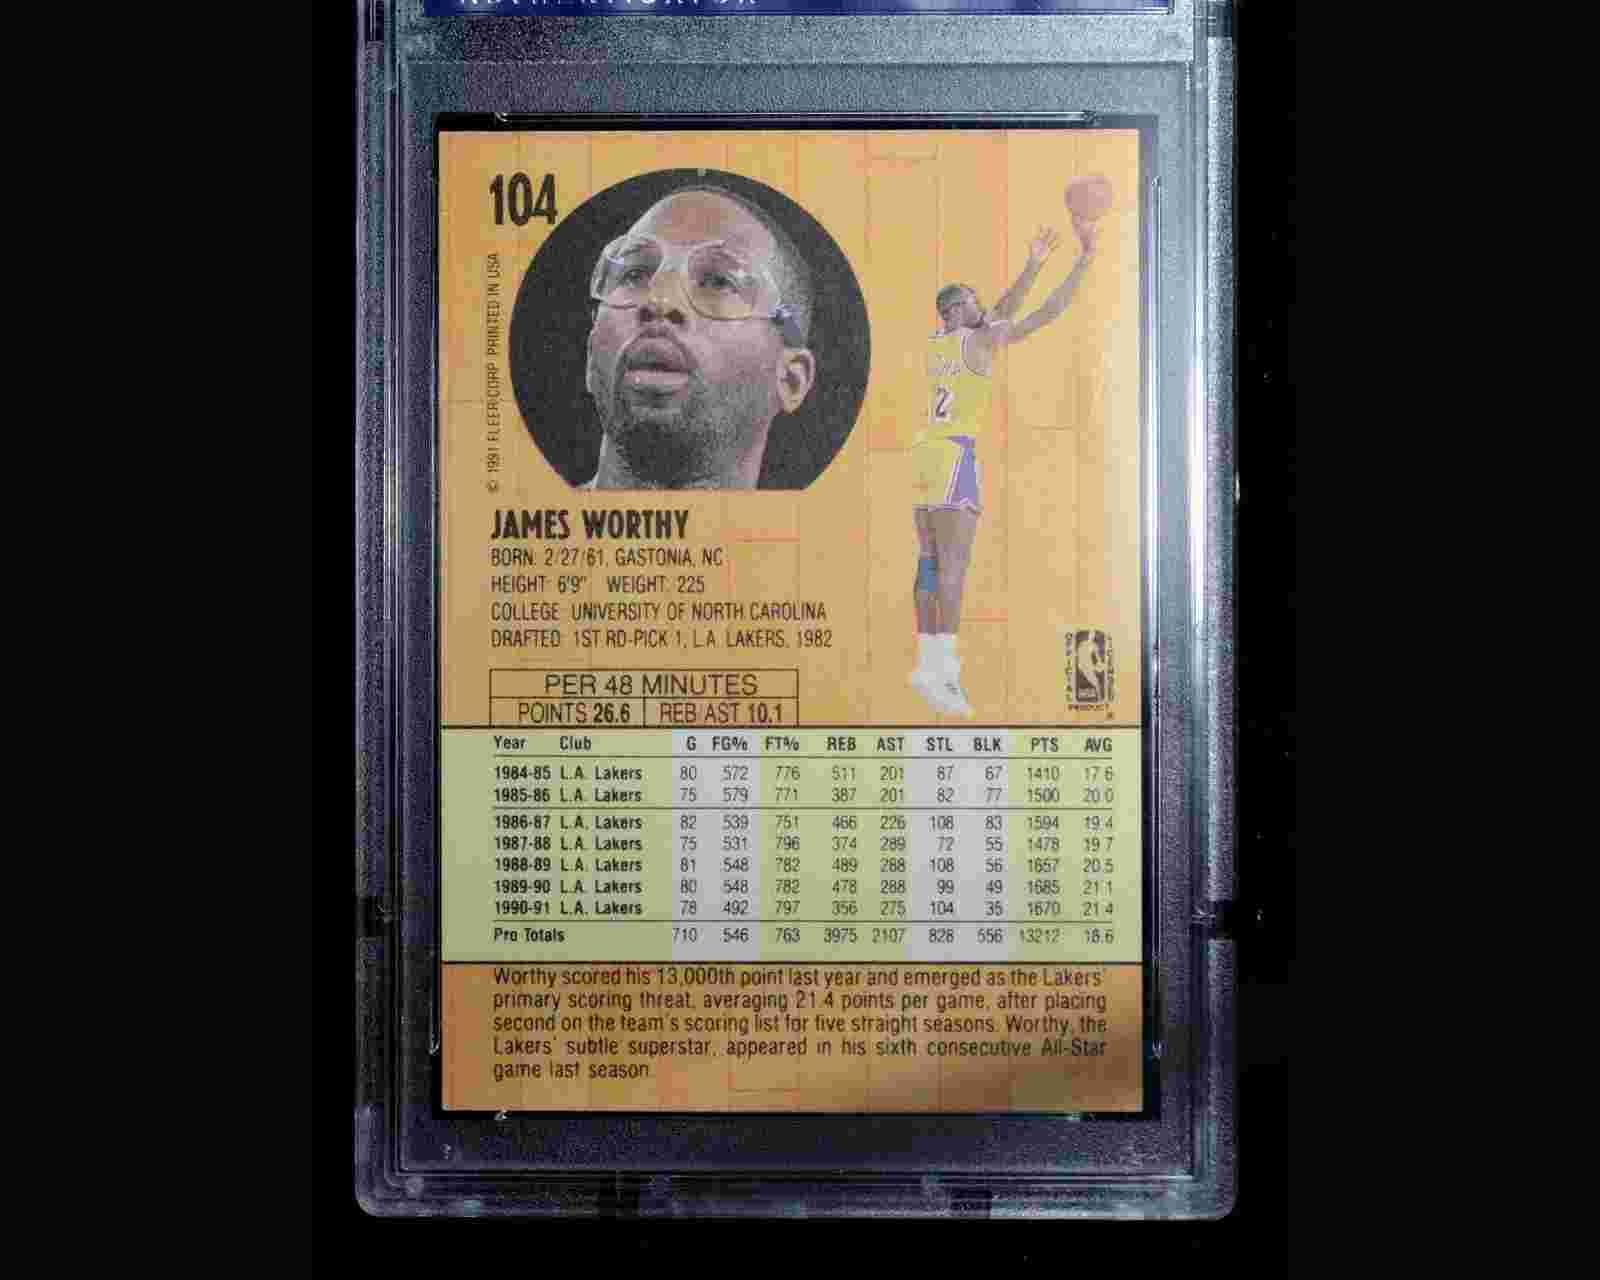 104
© 1991 FLEER CORP. PRINTED IN USA
JAMES WORTHY
BORN: 2/27/61, GASTONIA, NC
HEIGHT: 6'9" WEIGHT: 225
COLLEGE: UNIVERSITY OF NORTH CAROLINA
DRAFTED: 1ST RD-PICK 1, L.A. LAKERS, 1982
OFFICIAL LICENSED PRODUCT
NBA
2
PER 48 MINUTES
POINTS 26.6 REB AST 10.1
Year Club G FG% FT% REB AST STL BLK PTS AVG
1984-85 L.A. Lakers 80 572 776 511 201 87 67 1410 17.6
1985-86 L.A. Lakers 75 579 771 387 201 82 77 1500 20.0
1986-87 L.A. Lakers 82 539 751 466 226 108 83 1594 19.4
1987-88 L.A. Lakers 75 531 796 374 289 72 55 1478 19.7
1988-89 L.A. Lakers 81 548 782 489 288 108 56 1657 20.5
1989-90 L.A. Lakers 80 548 782 478 288 99 49 1685 21.1
1990-91 L.A. Lakers 78 492 797 356 275 104 35 1670 21.4
Pro Totals 710 546 763 3975 2107 828 556 13212 18.6
Worthy scored his 13,000th point last year and emerged as the Lakers'
primary scoring threat, averaging 21.4 points per game, after placing
second on the team's scoring list for five straight seasons. Worthy, the
Lakers' subtle superstar, appeared in his sixth consecutive All-Star
game last season.